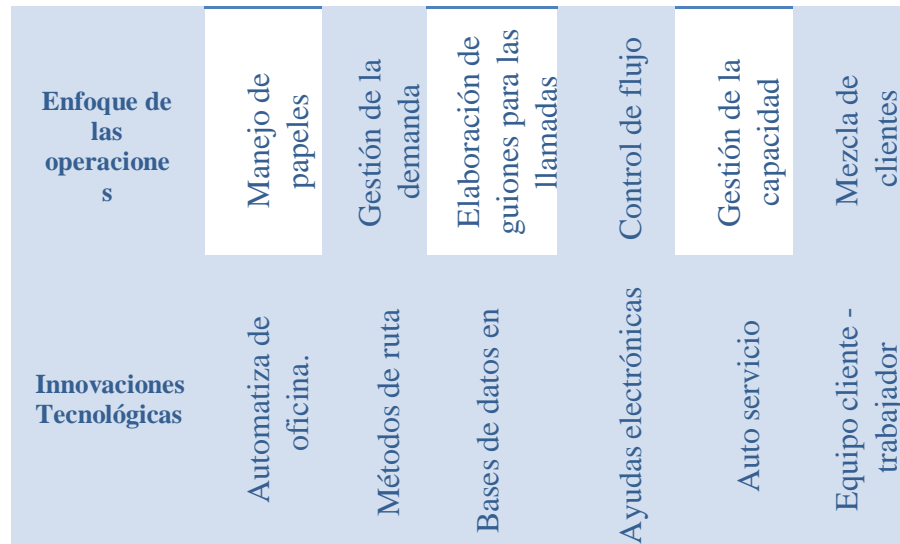 Enfoque de
las
operacione
s
Manejo de
papeles
Gestión de la
demanda
Elaboración de
guiones para las
llamadas
Control de flujo
Gestión de la
capacidad
Mezcla de
clientes
Innovaciones
Tecnológicas
Automatiza de
oficina.
Métodos de ruta
Bases de datos en
Ayudas electrónicas
Auto servicio
Equipo cliente -
trabajador